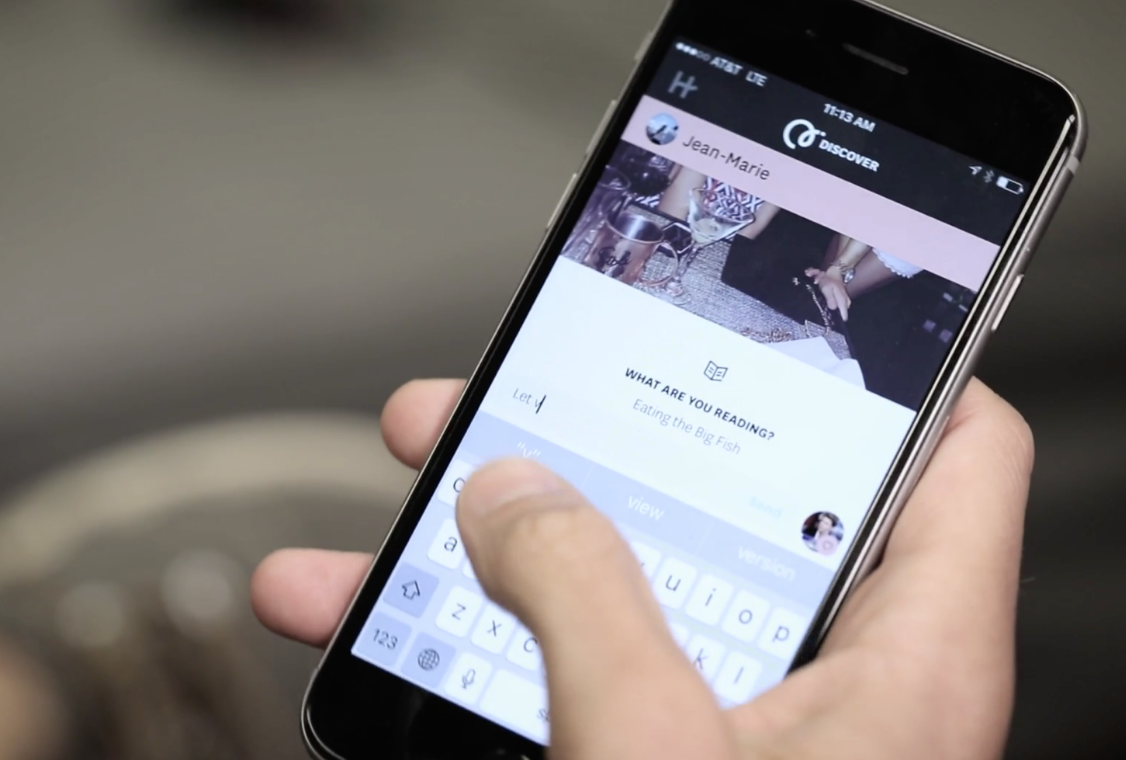 AT&T LTE
11:13 AM
H
DISCOVER
Jean-Marie
WHAT ARE YOU READING?
Eating the Big Fish
Let v
Send
"v"
view
version
u i o p
a
k l
z x c
123